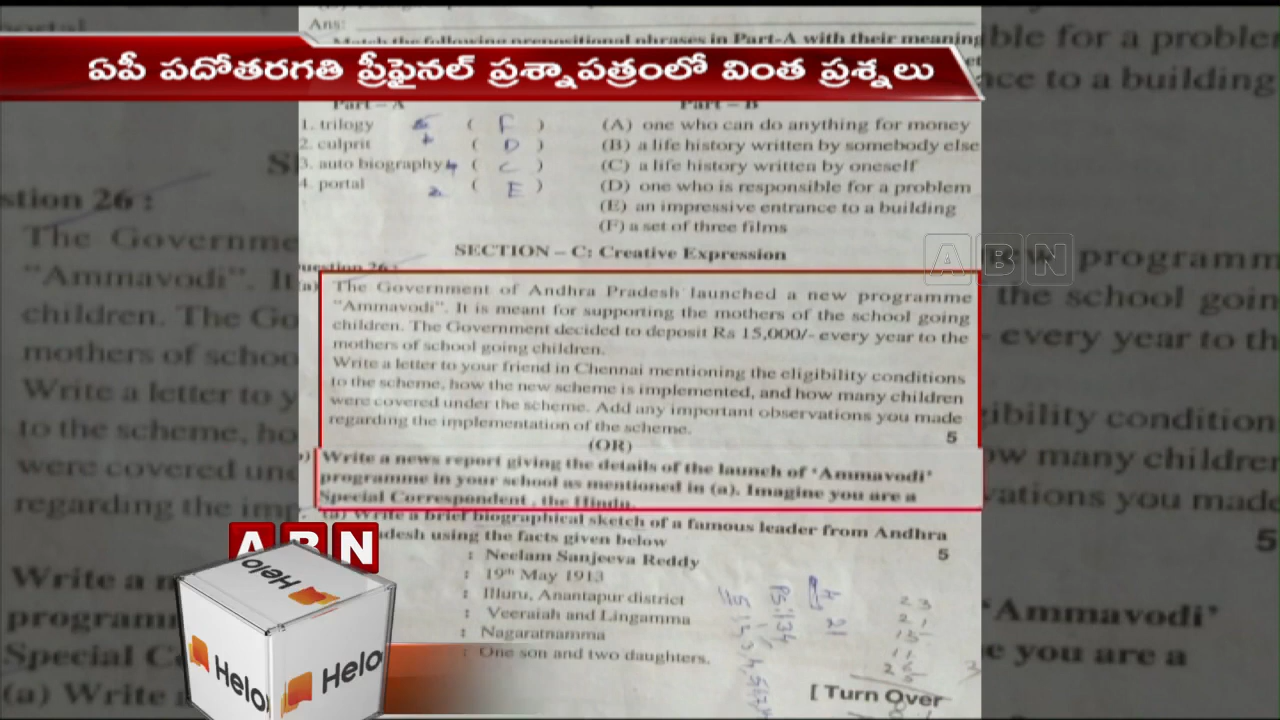 Ans:
Match the following prepositional phrases in Part-A with their meaning
ఏపీ పదోతరగతి ప్రీఫైనల్ ప్రశ్నాపత్రంలో వింత ప్రశ్నలు
Part – A Part – B
1. trilogy ( F ) (A) one who can do anything for money
2. culprit ( D ) (B) a life history written by somebody else
3. auto biography ( C ) (C) a life history written by oneself
4. portal ( E ) (D) one who is responsible for a problem
(E) an impressive entrance to a building
(F) a set of three films
SECTION – C: Creative Expression
uestion 26 :
(a) The Government of Andhra Pradesh launched a new programme
"Ammavodi". It is meant for supporting the mothers of the school going
children. The Government decided to deposit Rs 15,000/- every year to the
mothers of school going children.
Write a letter to your friend in Chennai mentioning the eligibility conditions
to the scheme, how the new scheme is implemented, and how many children
were covered under the scheme. Add any important observations you made
regarding the implementation of the scheme. 5
(OR)
) Write a news report giving the details of the launch of 'Ammavodi'
programme in your school as mentioned in (a). Imagine you are a
Special Correspondent , the Hindu.
(a) Write a brief biographical sketch of a famous leader from Andhra
adesh using the facts given below 5
: Neelam Sanjeeva Reddy
: 19th May 1913
: Illuru, Anantapur district
: Veeraiah and Lingamma
: Nagaratnamma
: One son and two daughters.
[ Turn Over
ABN
ABN
Helo
Helo
Helo